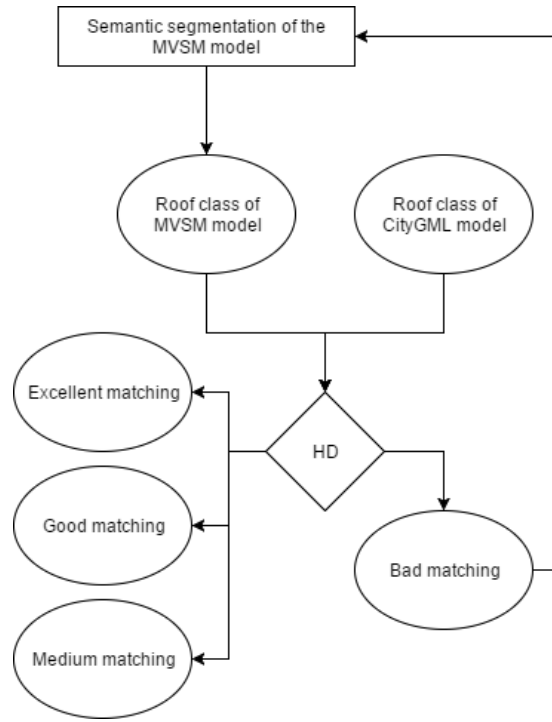 Semantic segmentation of the
MVSM model
Roof class of
MVSM model
Roof class of
CityGML model
Excellent matching
HD
Good matching
Bad matching
Medium matching